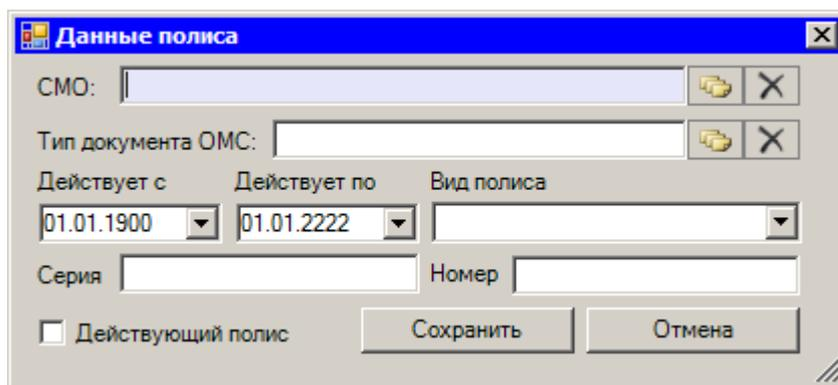 Данные полиса
СМО:
Тип документа ОМС:
Действует с Действует по Вид полиса
01.01.1900 01.01.2222
Серия Номер
Действующий полис Сохранить Отмена